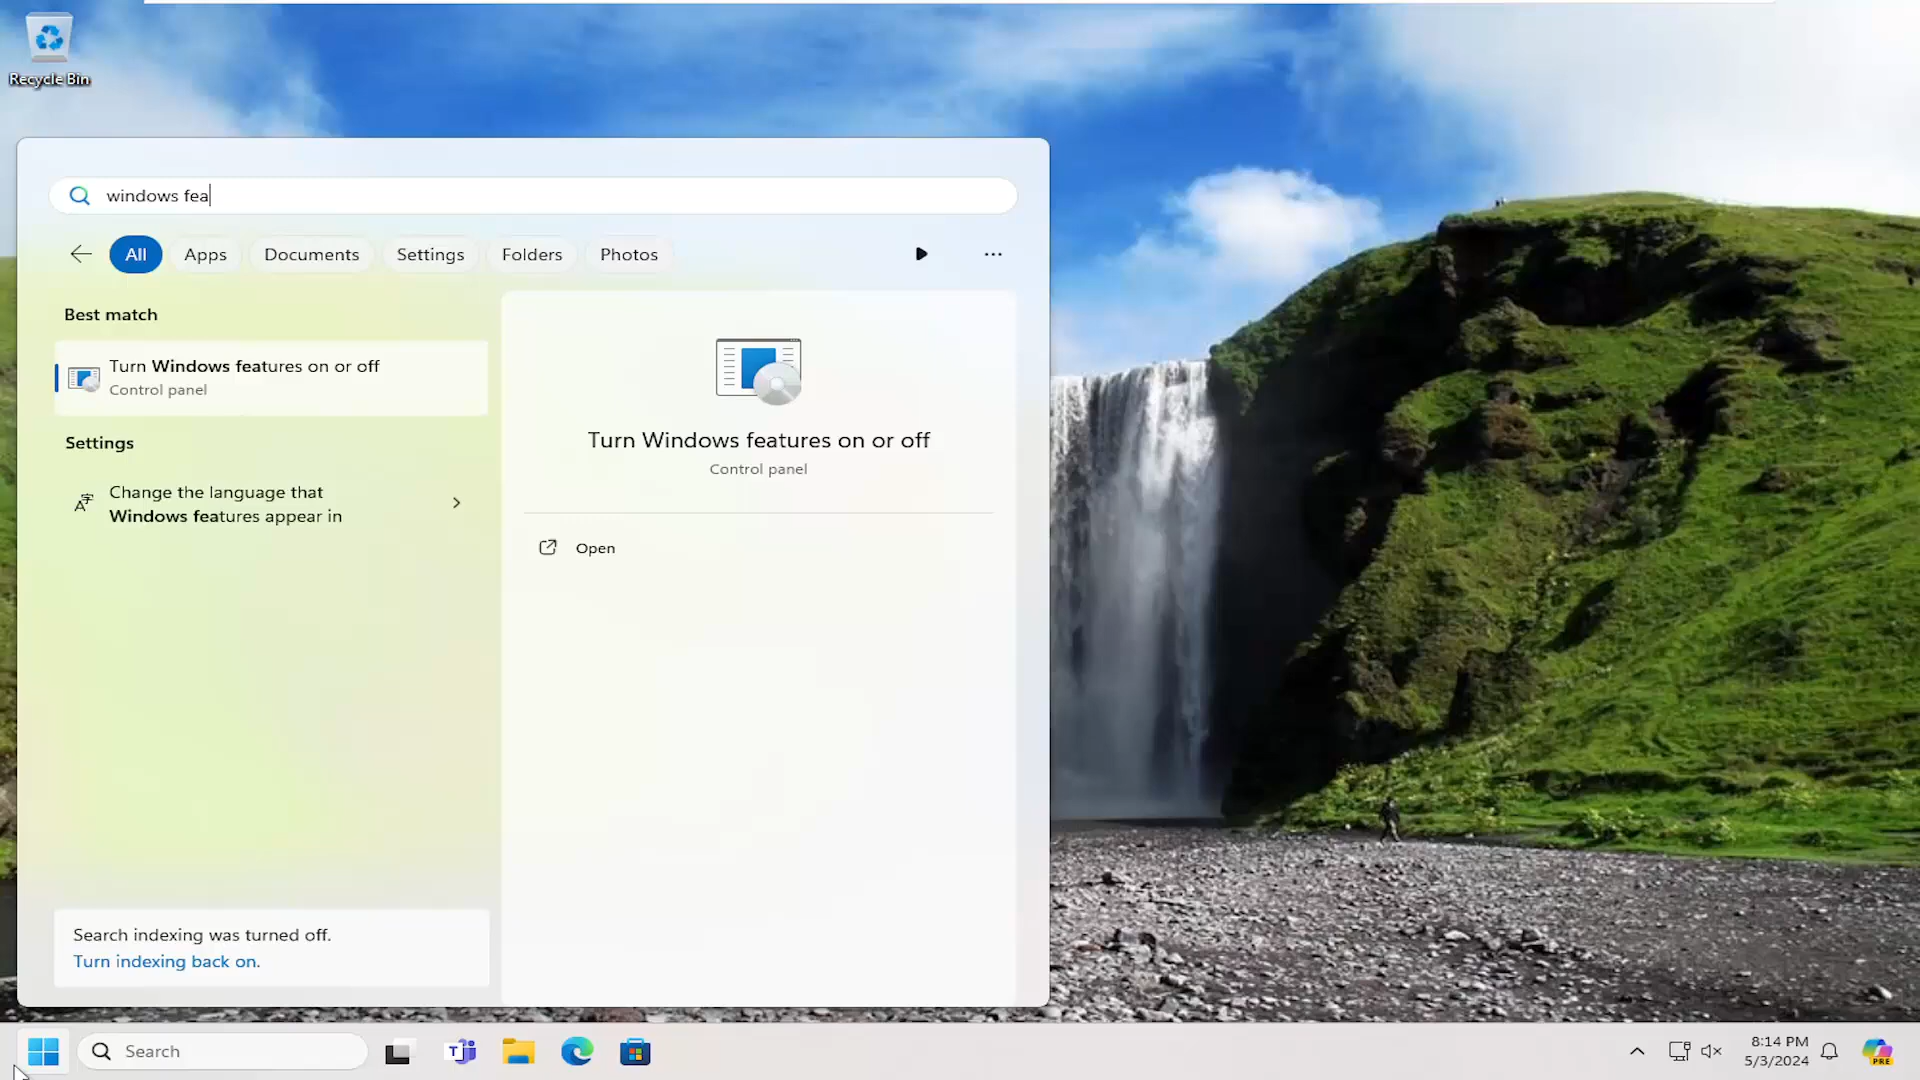 Recycle Bin
windows fea
All
Apps
Documents
Settings
Folders
Photos
Best match
Turn Windows features on or off
Control panel
Settings
Change the language that
Windows features appear in
Turn Windows features on or off
Control panel
Open
Search indexing was turned off.
Turn indexing back on.
Search
8:14 PM
5/3/2024
PRE